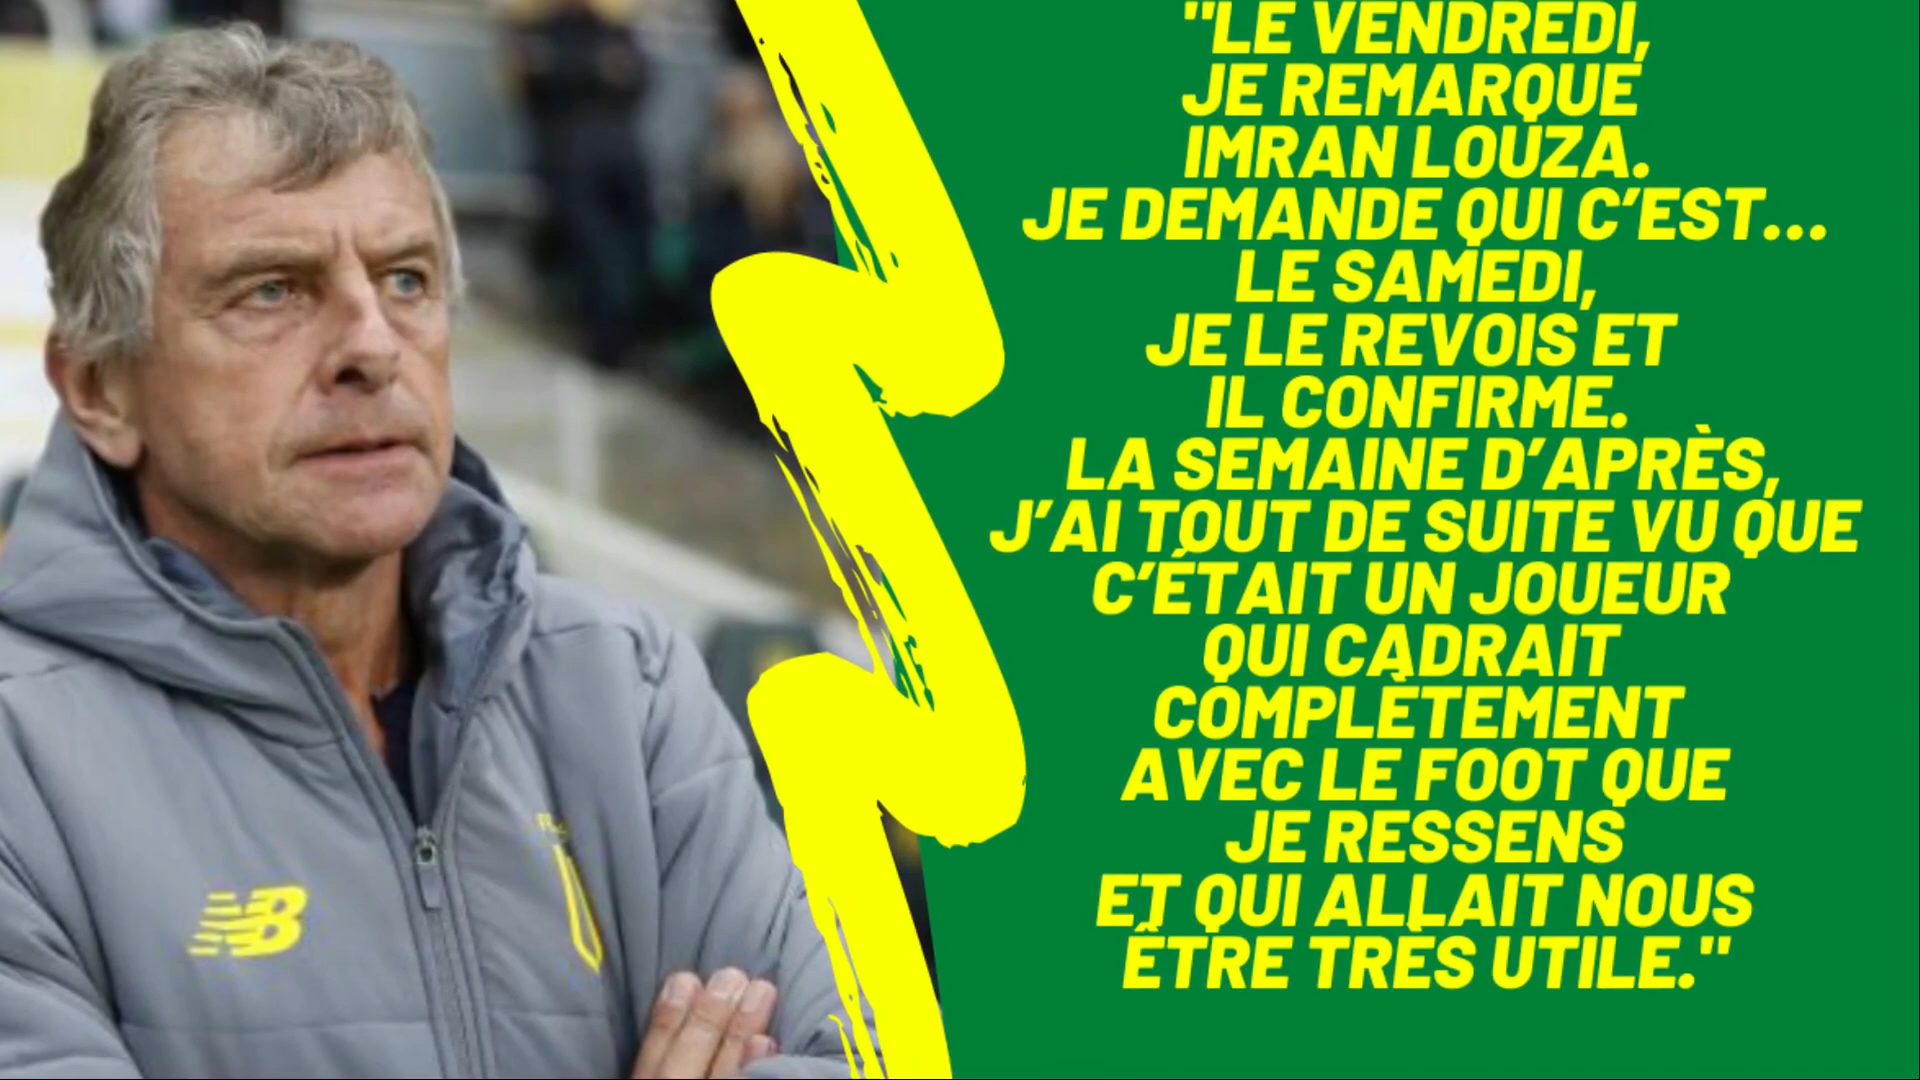 "LE VENDREDI,
JE REMARQUE
IMRAN LOUZA.
JE DEMANDE QUI C'EST...
LE SAMEDI,
JE LE REVOIS ET
IL CONFIRME.
LA SEMAINE D'APRÈS,
J'AI TOUT DE SUITE VU QUE
C'ÉTAIT UN JOUEUR
QUI CADRAIT
COMPLÈTEMENT
AVEC LE FOOT QUE
JE RESSENS
ET QUI ALLAIT NOUS
ÊTRE TRÈS UTILE."
NB